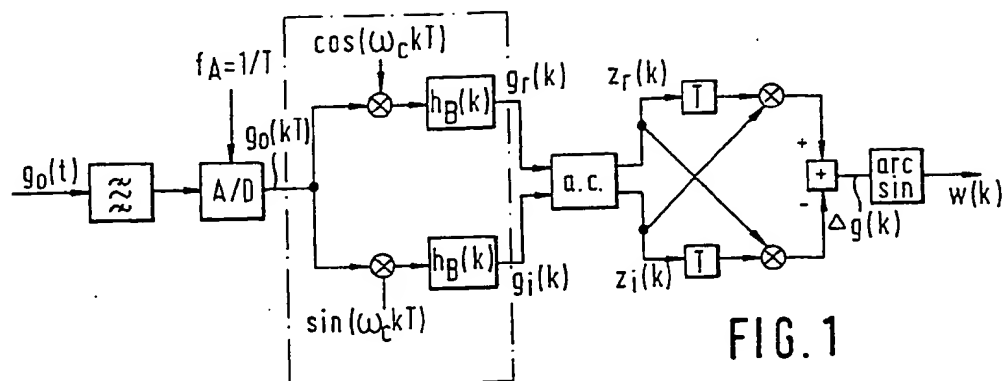 cos(ω_c kT)
f_A=1/T
g_r(k)
z_r(k)
T
h_B(k)
g_0(kT)
g_0(t)
A/D
a.c.
+
+
arc
sin
w(k)
-
Δg(k)
h_B(k)
T
g_i(k)
z_i(k)
sin(ω_c kT)
FIG. 1